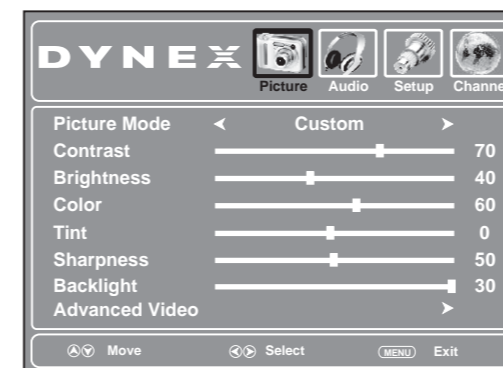 DYNEX
Picture Audio Setup Channe
Picture Mode Custom
Contrast 70
Brightness 40
Color 60
Tint 0
Sharpness 50
Backlight 30
Advanced Video
Move Select MENU Exit